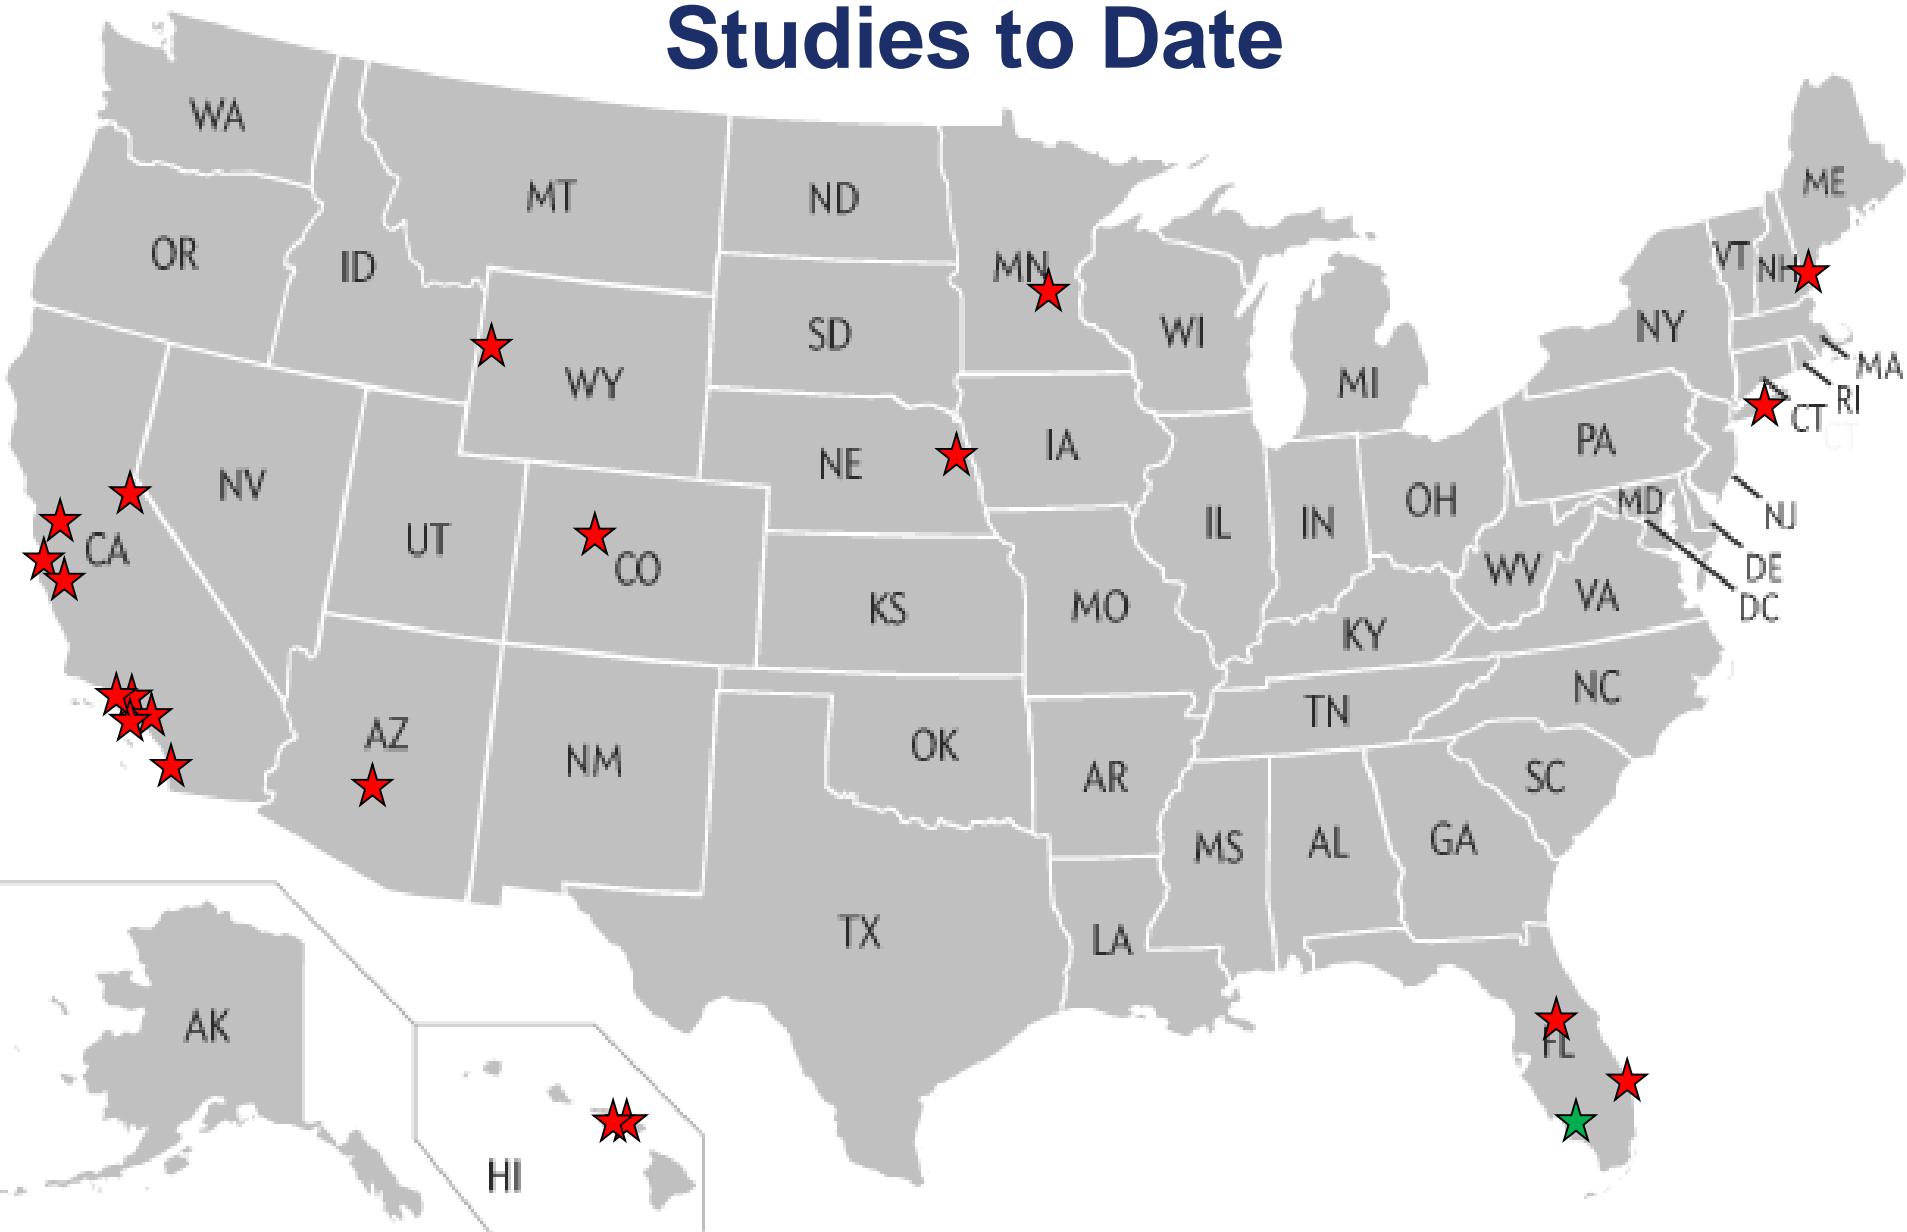 Studies to Date
WA
MT
ND
ME
OR
ID
MN
VT
NH
SD
WI
NY
WY
MI
MA
RI
CT
CT
NE
IA
PA
NV
OH
MD
NJ
IL
IN
CA
UT
CO
WV
DE
KS
MO
VA
DC
KY
NC
TN
AZ
NM
OK
AR
SC
MS
AL
GA
TX
LA
AK
FL
HI